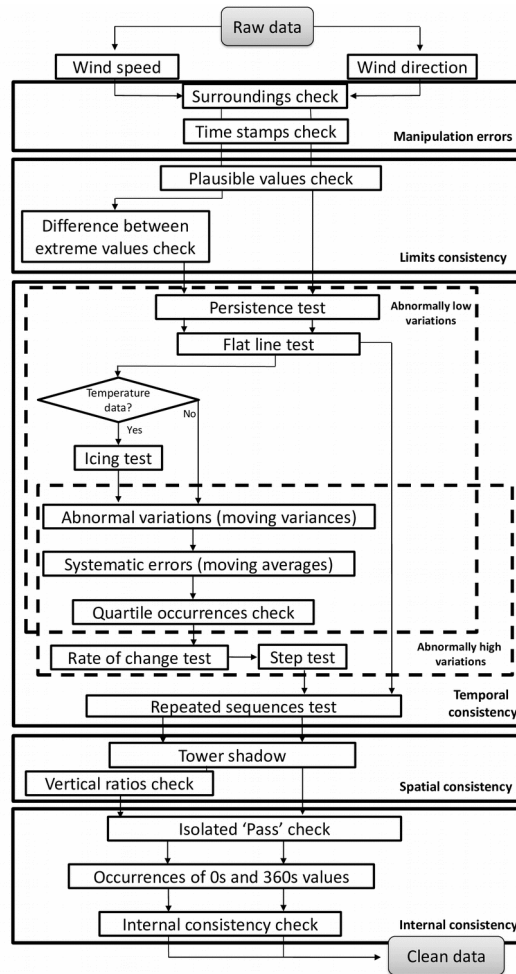 Raw data
Wind speed
Wind direction
Surroundings check
Time stamps check
Manipulation errors
Plausible values check
Difference between
extreme values check
Limits consistency
Persistence test
Abnormally low
variations
Flat line test
Temperature
data?
No
Yes
Icing test
Abnormal variations (moving variances)
Systematic errors (moving averages)
Quartile occurrences check
Abnormally high
variations
Rate of change test
Step test
Temporal
consistency
Repeated sequences test
Tower shadow
Vertical ratios check
Spatial consistency
Isolated ‘Pass’ check
Occurrences of 0s and 360s values
Internal consistency check
Internal consistency
Clean data